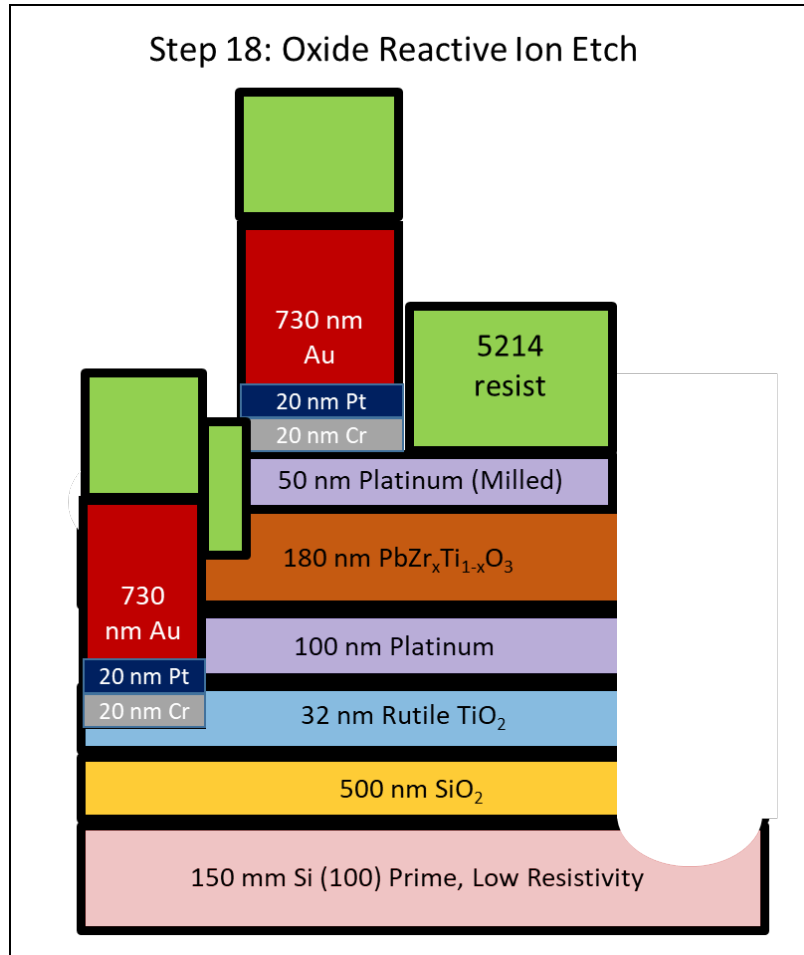 Step 18: Oxide Reactive Ion Etch
730 nm
Au
5214
resist
20 nm Pt
20 nm Cr
50 nm Platinum (Milled)
180 nm PbZrₓTi₁₋ₓO₃
730
nm Au
100 nm Platinum
20 nm Pt
20 nm Cr
32 nm Rutile TiO₂
500 nm SiO₂
150 mm Si (100) Prime, Low Resistivity